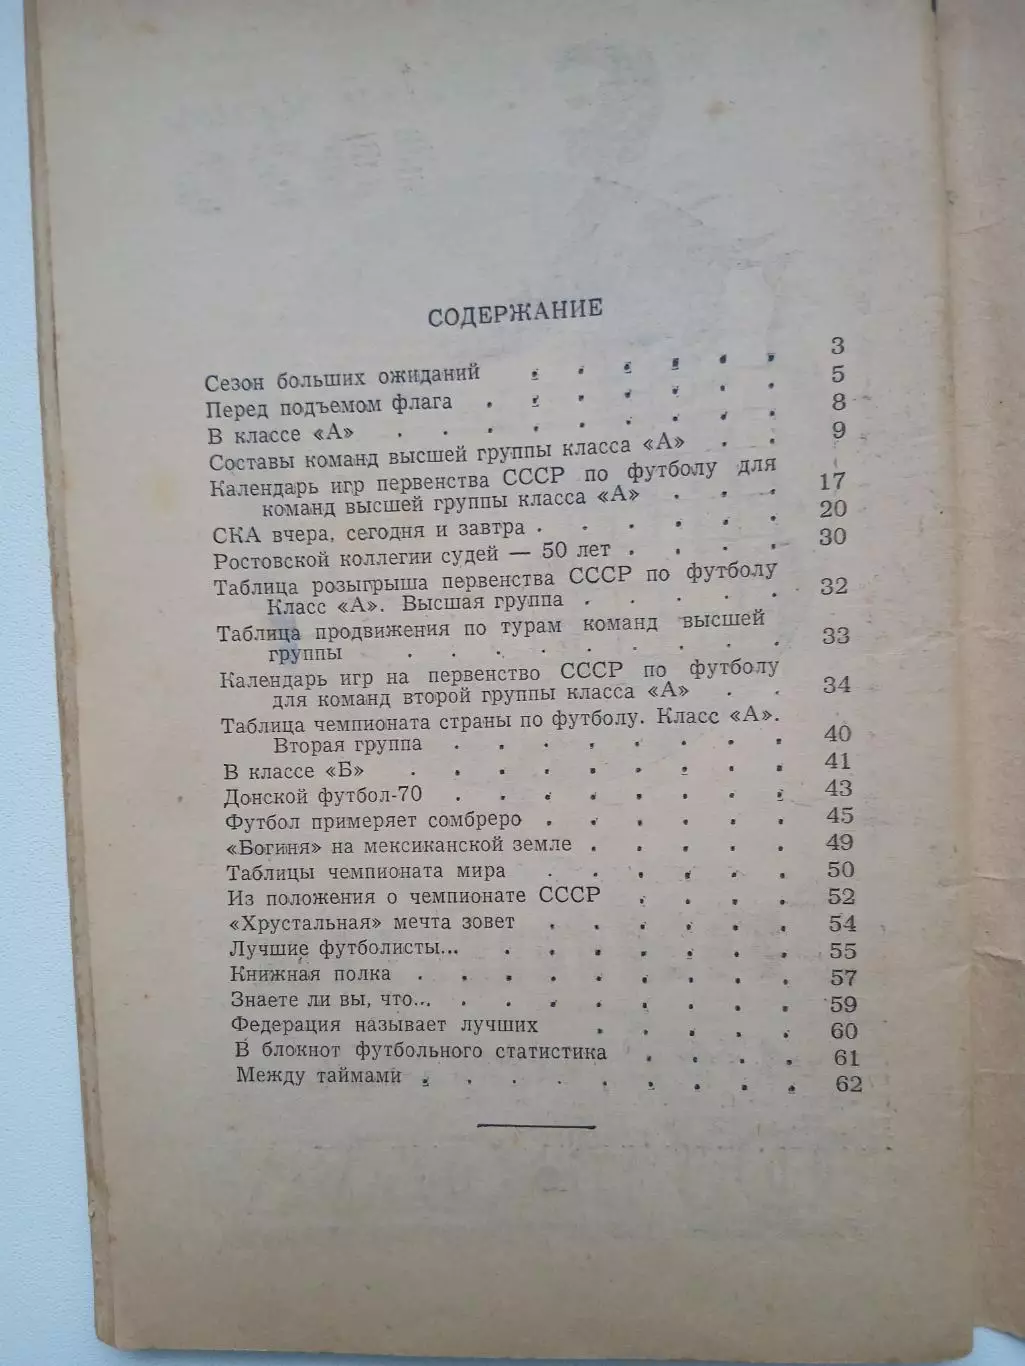 СОДЕРЖАНИЕ
Сезон больших ожиданий . . . . . . 3
Перед подъемом флага . . . . . . . 5
В классе «А» . . . . . . . . . 8
Составы команд высшей группы класса «А» . . 9
Календарь игр первенства СССР по футболу для
команд высшей группы класса «А» . . . 17
СКА вчера, сегодня и завтра . . . . . . 20
Ростовской коллегии судей — 50 лет . . . . 30
Таблица розыгрыша первенства СССР по футболу
Класс «А». Высшая группа . . . . . 32
Таблица продвижения по турам команд высшей
группы . . . . . . . . . 33
Календарь игр на первенство СССР по футболу
для команд второй группы класса «А» . . 34
Таблица чемпионата страны по футболу. Класс «А».
Вторая группа . . . . . . . . 40
В классе «Б» . . . . . . . . . 41
Донской футбол-70 . . . . . . . . 43
Футбол примеряет сомбреро . . . . . . 45
«Богиня» на мексиканской земле . . . . . 49
Таблицы чемпионата мира . . . . . . 50
Из положения о чемпионате СССР . . . . 52
«Хрустальная» мечта зовет . . . . . . 54
Лучшие футболисты... . . . . . . . 55
Книжная полка . . . . . . . . . 57
Знаете ли вы, что... . . . . . . . . 59
Федерация называет лучших . . . . . 60
В блокнот футбольного статистика . . . . 61
Между таймами . . . . . . . . . 62